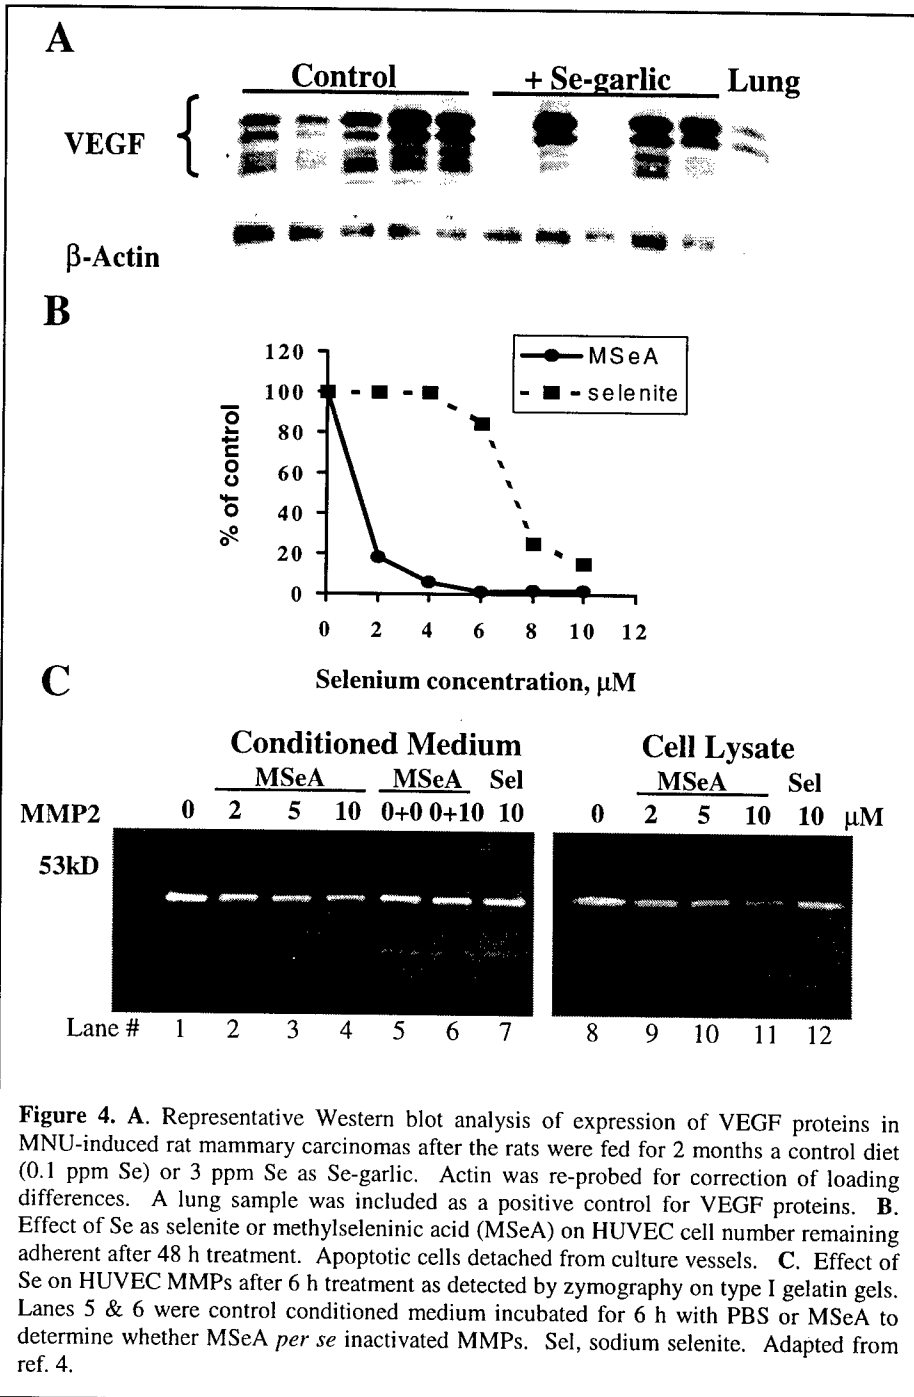 A
Control
+ Se-garlic
Lung
VEGF
β-Actin
B
120
100
80
60
40
20
0
% of control
MSeA
selenite
0 2 4 6 8 10 12
Selenium concentration, μM
C
Conditioned Medium
Cell Lysate
MSeA MSeA Sel MSeA Sel
MMP2 0 2 5 10 0+0 0+10 10 0 2 5 10 10 μM
53kD
Lane # 1 2 3 4 5 6 7 8 9 10 11 12
Figure 4. A. Representative Western blot analysis of expression of VEGF proteins in
MNU-induced rat mammary carcinomas after the rats were fed for 2 months a control diet
(0.1 ppm Se) or 3 ppm Se as Se-garlic. Actin was re-probed for correction of loading
differences. A lung sample was included as a positive control for VEGF proteins. B.
Effect of Se as selenite or methylseleninic acid (MSeA) on HUVEC cell number remaining
adherent after 48 h treatment. Apoptotic cells detached from culture vessels. C. Effect of
Se on HUVEC MMPs after 6 h treatment as detected by zymography on type I gelatin gels.
Lanes 5 & 6 were control conditioned medium incubated for 6 h with PBS or MSeA to
determine whether MSeA per se inactivated MMPs. Sel, sodium selenite. Adapted from
ref. 4.